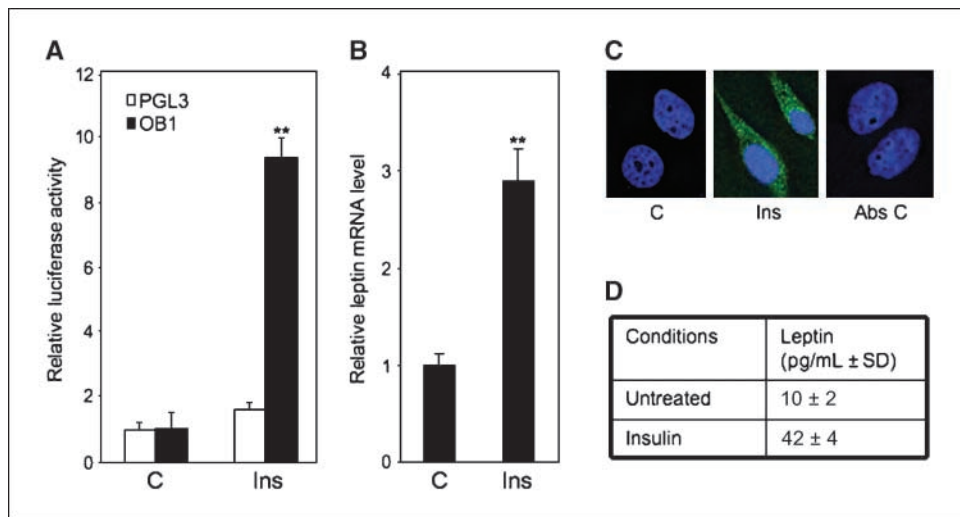 A
Relative luciferase activity
12
10
8
6
4
2
0
PGL3
OB1
**
C Ins
B
Relative leptin mRNA level
4
3
2
1
0
**
C Ins
C
C Ins Abs C
D
Conditions Leptin (pg/mL ± SD)
Untreated 10 ± 2
Insulin 42 ± 4